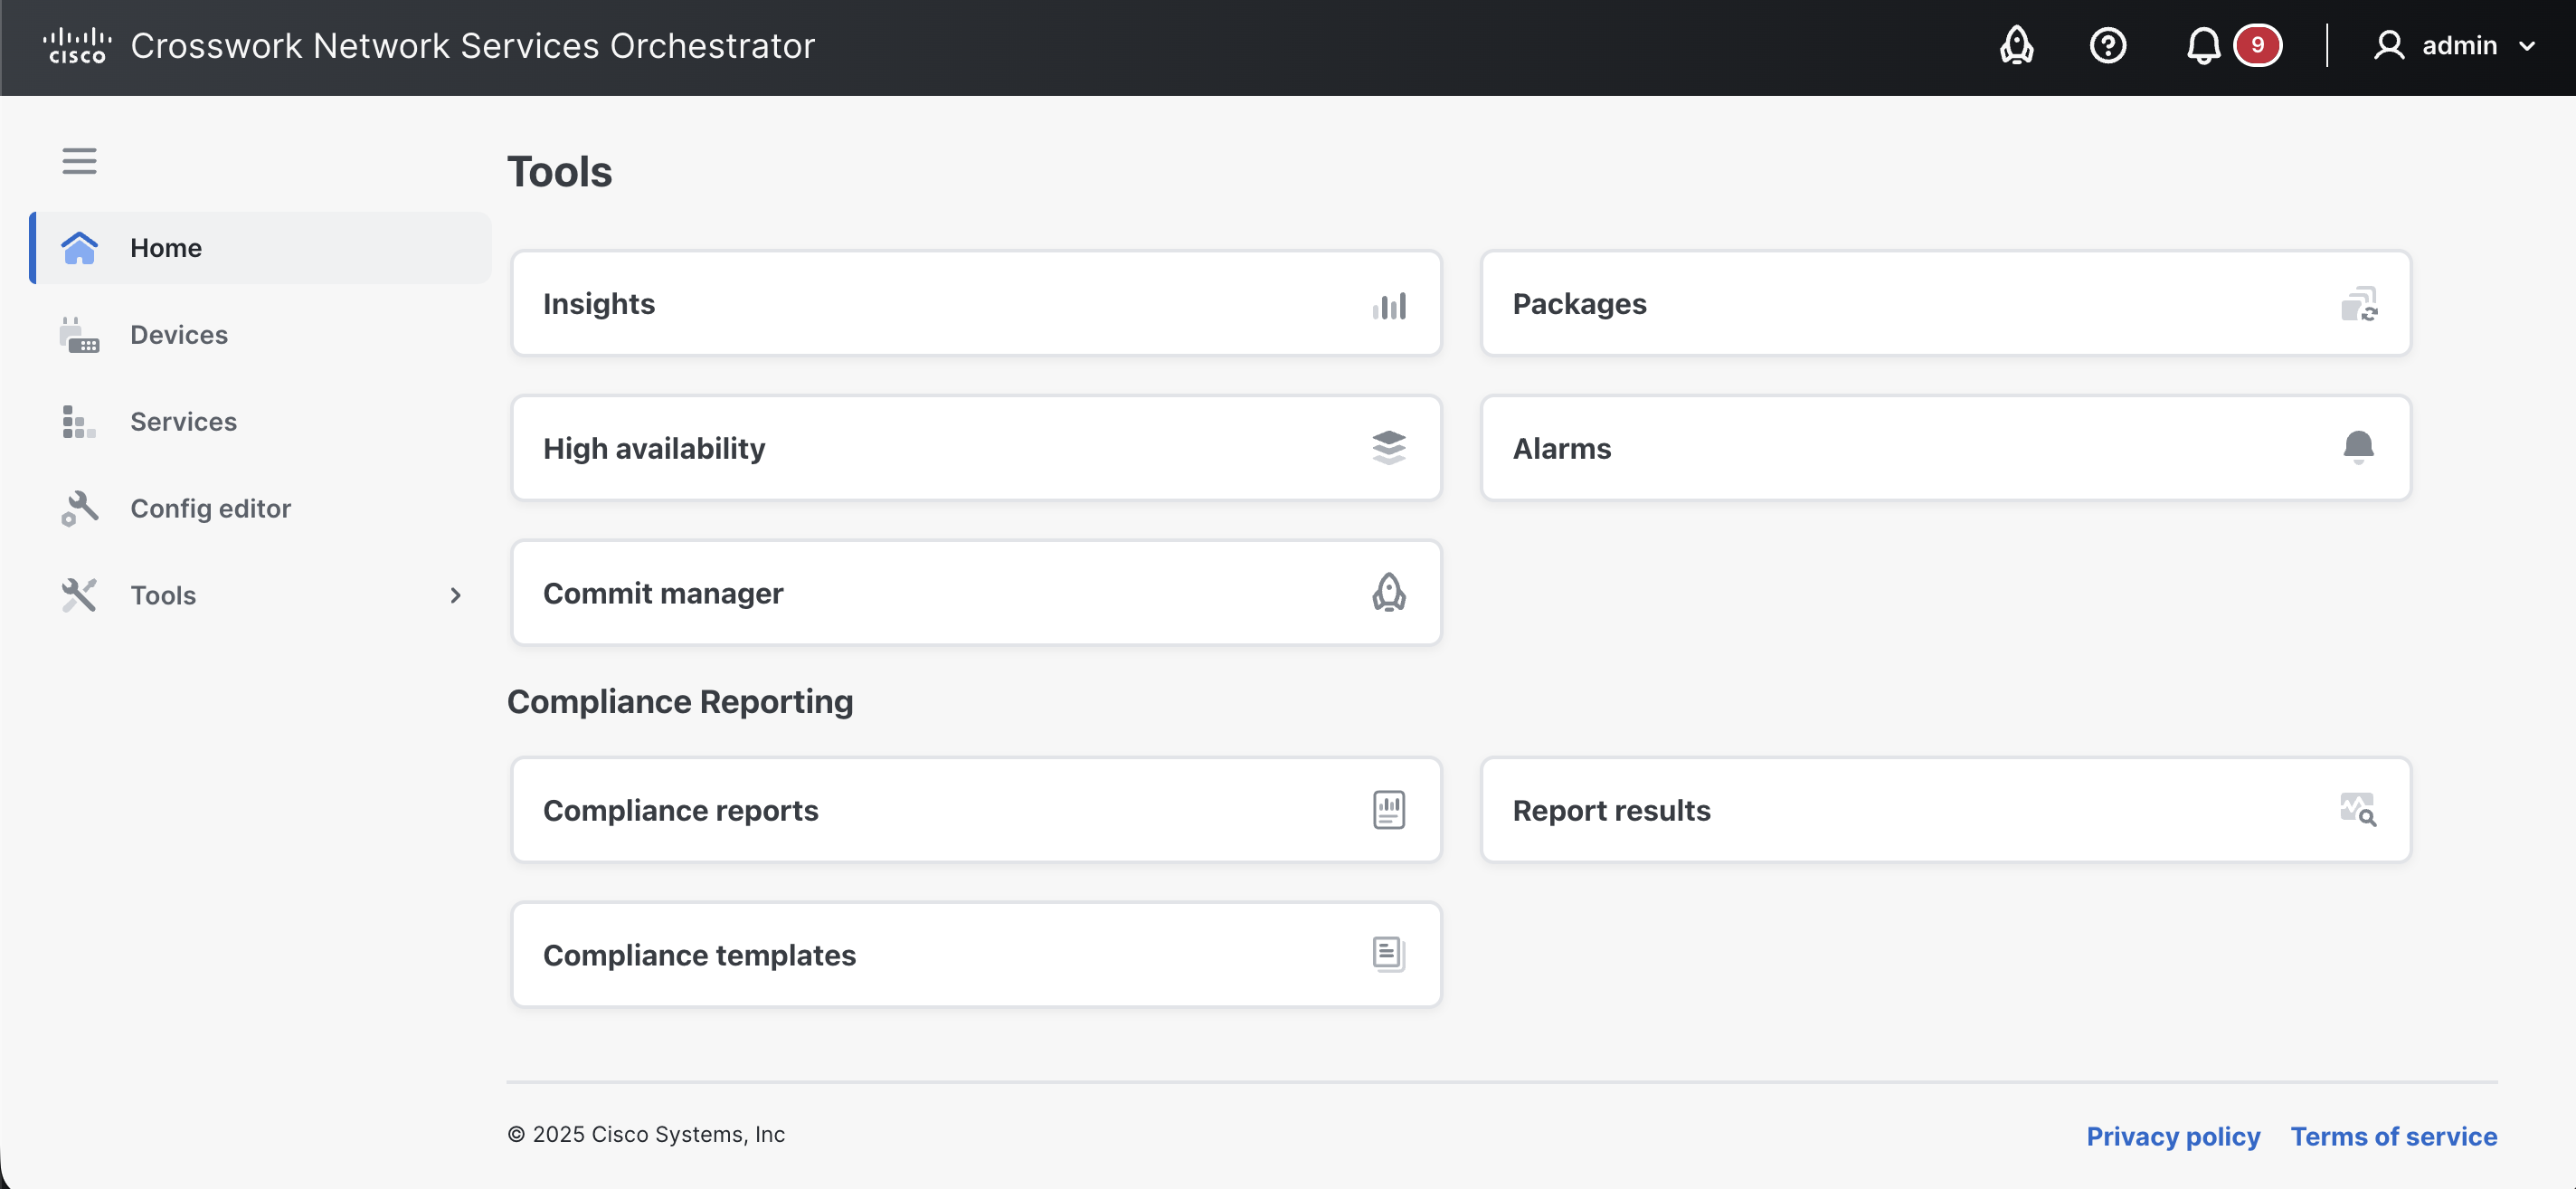 CISCO Crosswork Network Services Orchestrator
9
admin
Home
Devices
Services
Config editor
Tools
Tools
Insights
Packages
High availability
Alarms
Commit manager
Compliance Reporting
Compliance reports
Report results
Compliance templates
© 2025 Cisco Systems, Inc
Privacy policy
Terms of service